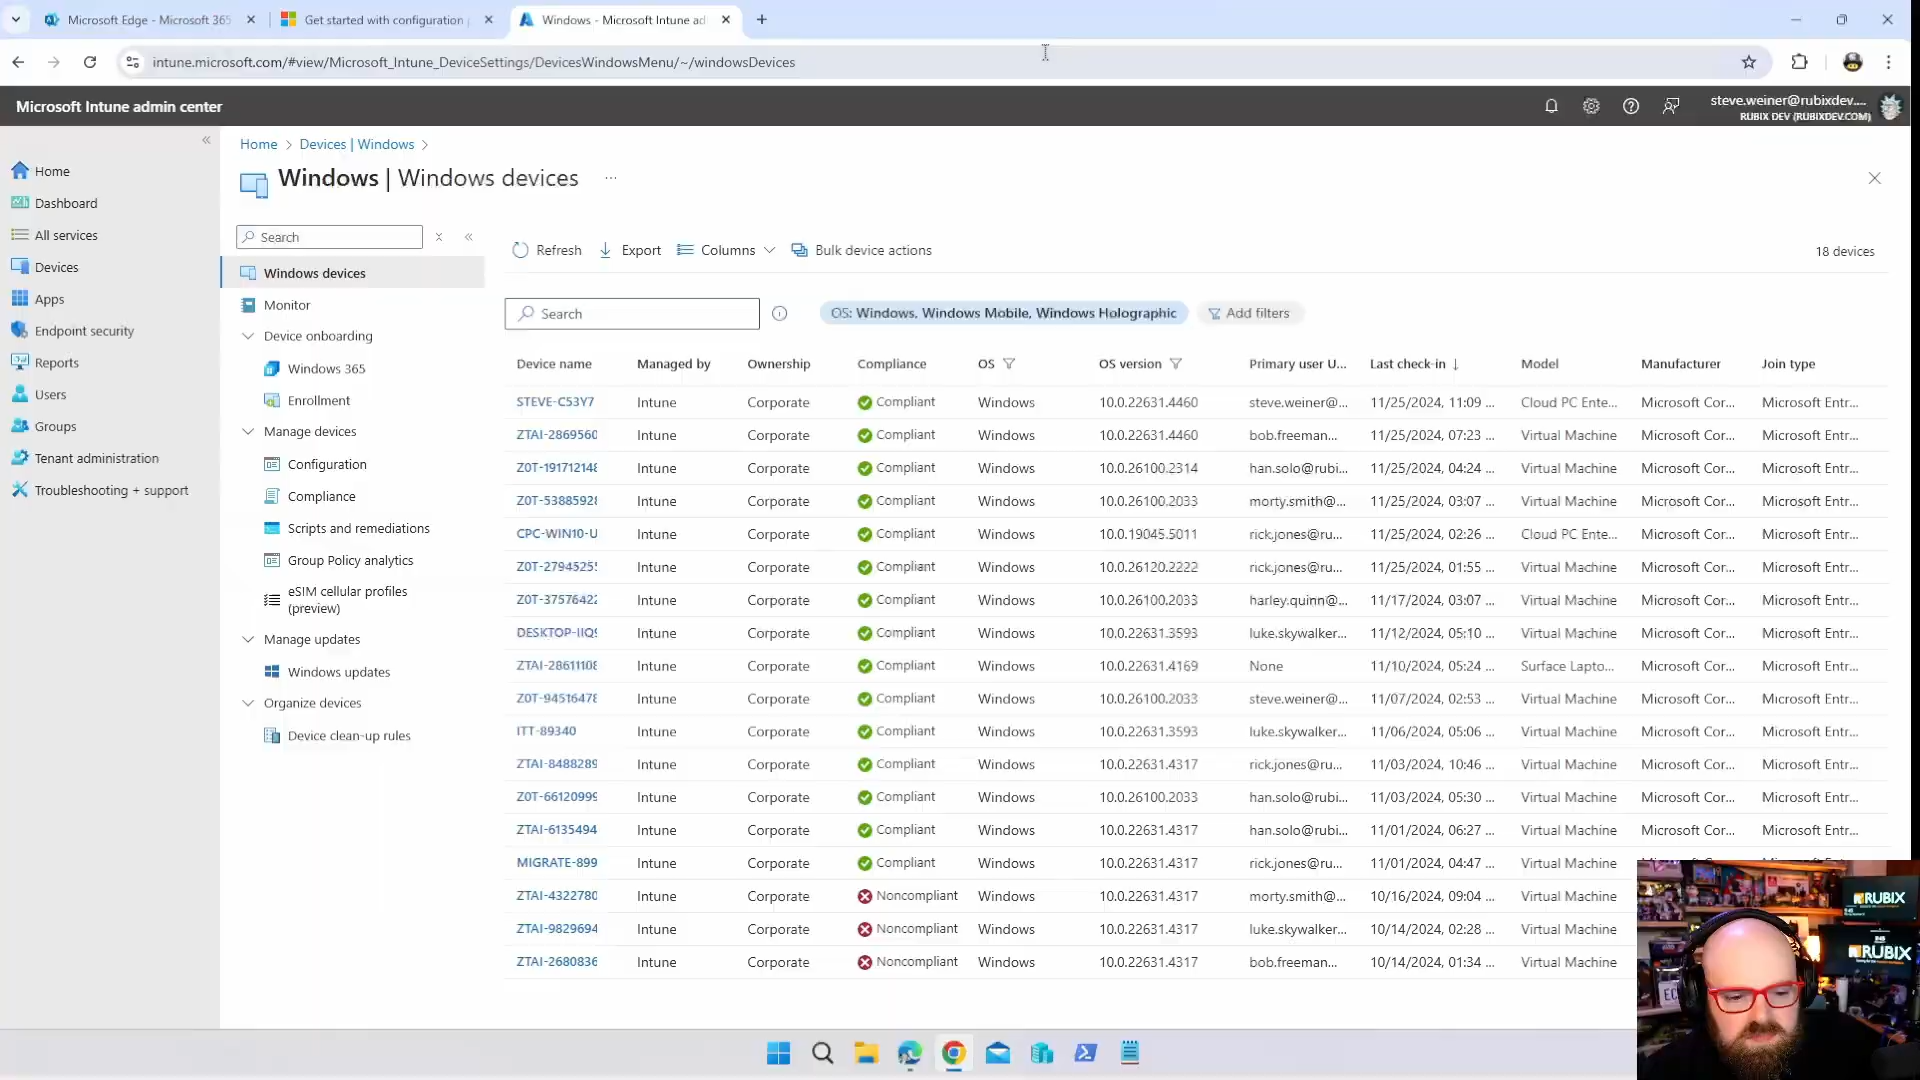 Microsoft Edge - Microsoft 365
Get started with configuration
Windows - Microsoft Intune ad
intune.microsoft.com/#view/Microsoft_Intune_DeviceSettings/DevicesWindowsMenu/~/windowsDevices
Microsoft Intune admin center
steve.weiner@rubixdev....
RUBIX DEV (RUBIXDEV.COM)
Home
Dashboard
All services
Devices
Apps
Endpoint security
Reports
Users
Groups
Tenant administration
Troubleshooting + support
Home > Devices | Windows >
Windows | Windows devices ...
Search
Windows devices
Monitor
Device onboarding
Windows 365
Enrollment
Manage devices
Configuration
Compliance
Scripts and remediations
Group Policy analytics
eSIM cellular profiles
(preview)
Manage updates
Windows updates
Organize devices
Device clean-up rules
Refresh Export Columns Bulk device actions 18 devices
Search OS: Windows, Windows Mobile, Windows Holographic Add filters
Device name Managed by Ownership Compliance OS OS version Primary user U... Last check-in ↓ Model Manufacturer Join type
STEVE-C53Y7 Intune Corporate Compliant Windows 10.0.22631.4460 steve.weiner@... 11/25/2024, 11:09 ... Cloud PC Ente... Microsoft Cor... Microsoft Entr...
ZTAI-2869560 Intune Corporate Compliant Windows 10.0.22631.4460 bob.freeman... 11/25/2024, 07:23 ... Virtual Machine Microsoft Cor... Microsoft Entr...
Z0T-191712148 Intune Corporate Compliant Windows 10.0.26100.2314 han.solo@rubi... 11/25/2024, 04:24 ... Virtual Machine Microsoft Cor... Microsoft Entr...
Z0T-53885928 Intune Corporate Compliant Windows 10.0.26100.2033 morty.smith@... 11/25/2024, 03:07 ... Virtual Machine Microsoft Cor... Microsoft Entr...
CPC-WIN10-U Intune Corporate Compliant Windows 10.0.19045.5011 rick.jones@ru... 11/25/2024, 02:26 ... Cloud PC Ente... Microsoft Cor... Microsoft Entr...
Z0T-27945255 Intune Corporate Compliant Windows 10.0.26120.2222 rick.jones@ru... 11/25/2024, 01:55 ... Virtual Machine Microsoft Cor... Microsoft Entr...
Z0T-37576422 Intune Corporate Compliant Windows 10.0.26100.2033 harley.quinn@... 11/17/2024, 03:07 ... Virtual Machine Microsoft Cor... Microsoft Entr...
DESKTOP-IIQ9 Intune Corporate Compliant Windows 10.0.22631.3593 luke.skywalker... 11/12/2024, 05:10 ... Virtual Machine Microsoft Cor... Microsoft Entr...
ZTAI-28611108 Intune Corporate Compliant Windows 10.0.22631.4169 None 11/10/2024, 05:24 ... Surface Lapto... Microsoft Cor... Microsoft Entr...
Z0T-94516478 Intune Corporate Compliant Windows 10.0.26100.2033 steve.weiner@... 11/07/2024, 02:53 ... Virtual Machine Microsoft Cor... Microsoft Entr...
ITT-89340 Intune Corporate Compliant Windows 10.0.22631.3593 luke.skywalker... 11/06/2024, 05:06 ... Virtual Machine Microsoft Cor... Microsoft Entr...
ZTAI-8488289 Intune Corporate Compliant Windows 10.0.22631.4317 rick.jones@ru... 11/03/2024, 10:46 ... Virtual Machine Microsoft Cor... Microsoft Entr...
Z0T-66120999 Intune Corporate Compliant Windows 10.0.26100.2033 han.solo@rubi... 11/03/2024, 05:30 ... Virtual Machine Microsoft Cor... Microsoft Entr...
ZTAI-6135494 Intune Corporate Compliant Windows 10.0.22631.4317 han.solo@rubi... 11/01/2024, 06:27 ... Virtual Machine Microsoft Cor... Microsoft Entr...
MIGRATE-899 Intune Corporate Compliant Windows 10.0.22631.4317 rick.jones@ru... 11/01/2024, 04:47 ... Virtual Machine
ZTAI-4322780 Intune Corporate Noncompliant Windows 10.0.22631.4317 morty.smith@... 10/16/2024, 09:04 ... Virtual Machine
ZTAI-9829694 Intune Corporate Noncompliant Windows 10.0.22631.4317 luke.skywalker... 10/14/2024, 02:28 ... Virtual Machine
ZTAI-2680836 Intune Corporate Noncompliant Windows 10.0.22631.4317 bob.freeman... 10/14/2024, 01:34 ... Virtual Machine
RUBIX
RUBIX